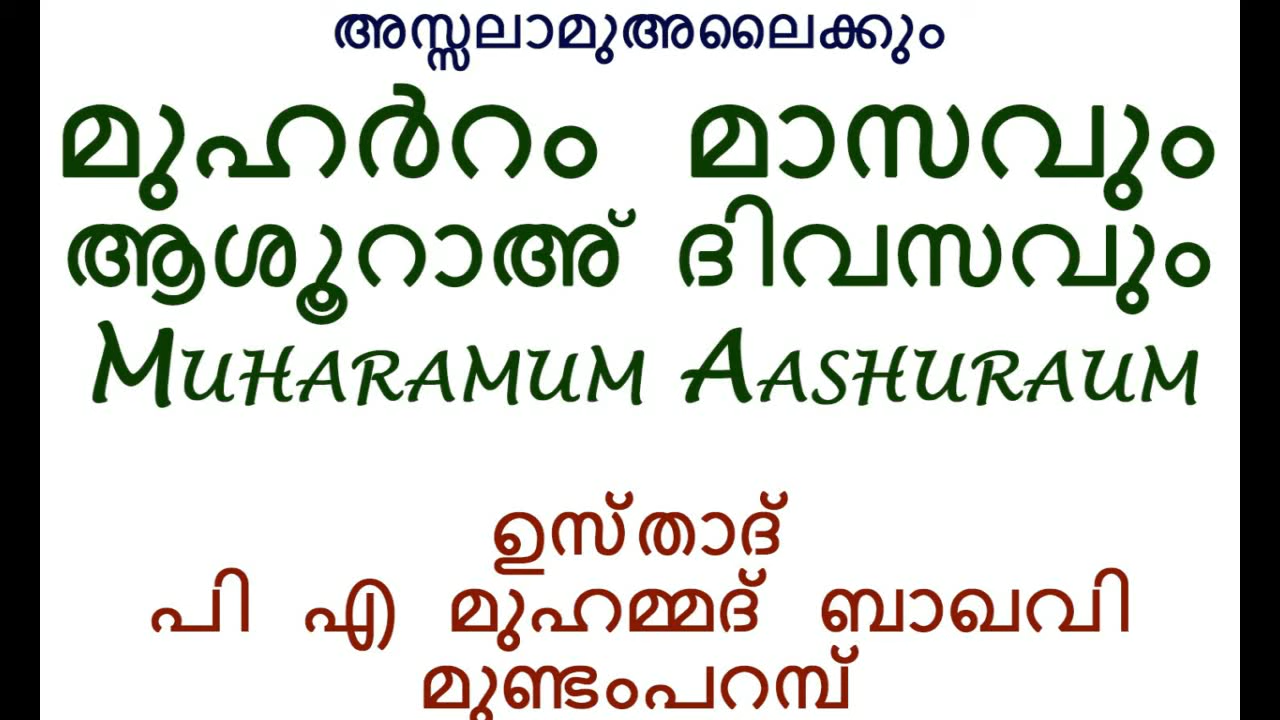 അസ്സലാമുഅലൈക്കും
മുഹർറം മാസവും
ആശൂറാഅ് ദിവസവും
MUHARAMUM AASHURAUM
ഉസ്താദ്
പി എ മുഹമ്മദ് ബാഖവി
മുണ്ടംപറമ്പ്